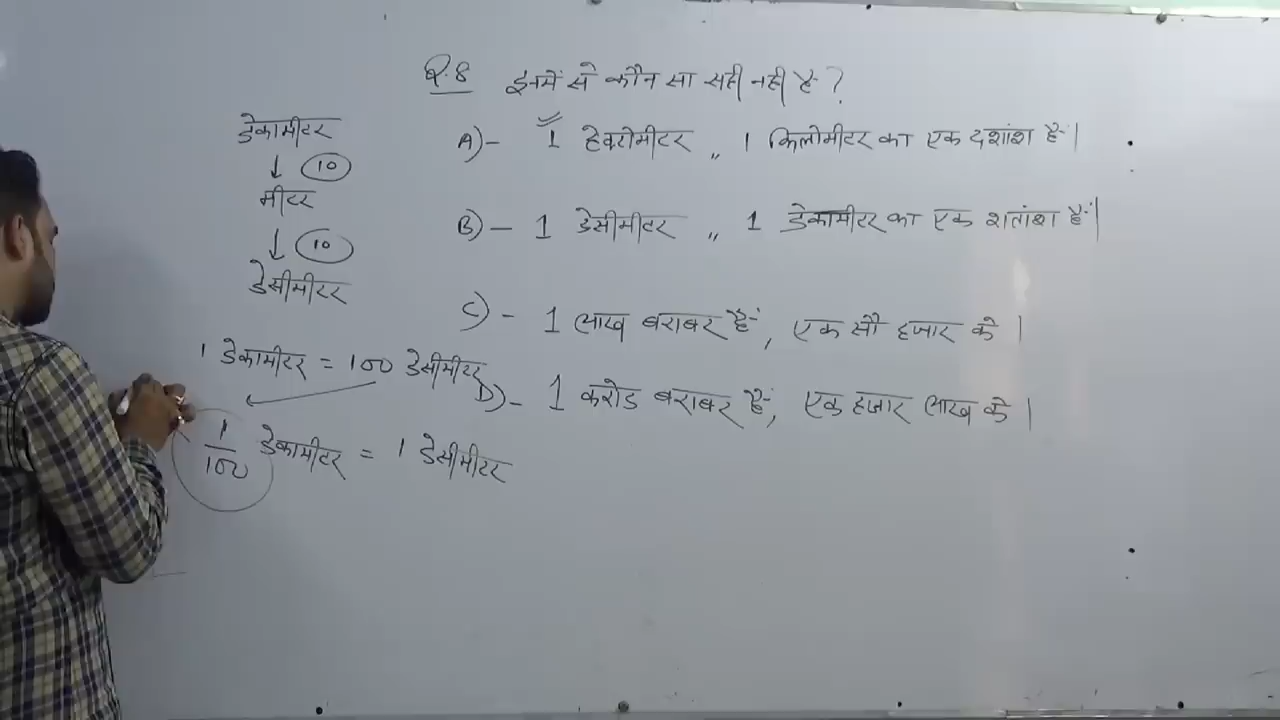 Q.8 इनमें से कौन सा सही नही है?
A)- 1 हेक्टोमीटर ,, 1 किलोमीटर का एक दशांश है।
B)- 1 डेसीमीटर ,, 1 डेकामीटर का एक शतांश है।
C)- 1 लाख बराबर है, एक सौ हजार के।
D)- 1 करोड बराबर है, एक हजार लाख के।
डेकामीटर
↓ 10
मीटर
↓ 10
डेसीमीटर
1 डेकामीटर = 100 डेसीमीटर
1/100 डेकामीटर = 1 डेसीमीटर